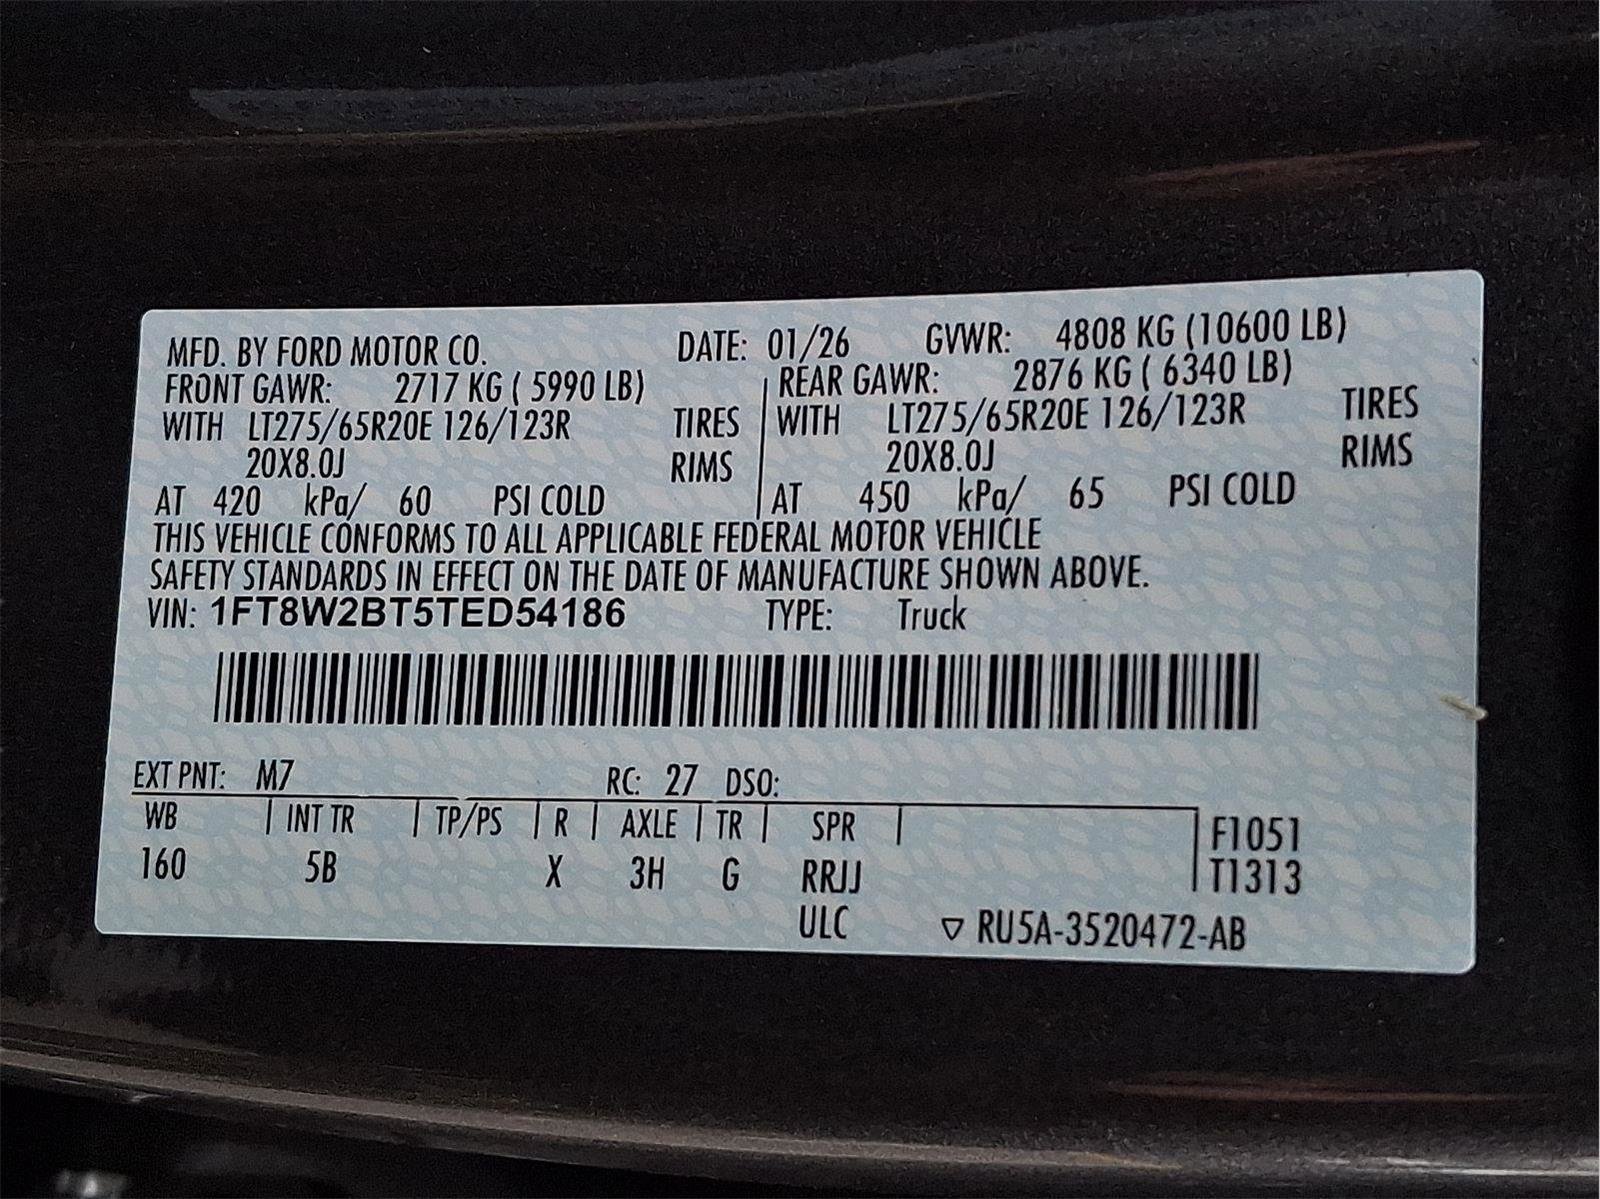 MFD. BY FORD MOTOR CO. DATE: 01/26 GVWR: 4808 KG (10600 LB)
FRONT GAWR: 2717 KG ( 5990 LB) REAR GAWR: 2876 KG ( 6340 LB)
WITH LT275/65R20E 126/123R TIRES WITH LT275/65R20E 126/123R TIRES
20X8.0J RIMS 20X8.0J RIMS
AT 420 kPa/ 60 PSI COLD AT 450 kPa/ 65 PSI COLD
THIS VEHICLE CONFORMS TO ALL APPLICABLE FEDERAL MOTOR VEHICLE
SAFETY STANDARDS IN EFFECT ON THE DATE OF MANUFACTURE SHOWN ABOVE.
VIN: 1FT8W2BT5TED54186 TYPE: Truck
EXT PNT: M7 RC: 27 DSO:
WB INT TR TP/PS R AXLE TR SPR F1051
160 5B X 3H G RRJJ T1313
ULC ▽ RU5A-3520472-AB